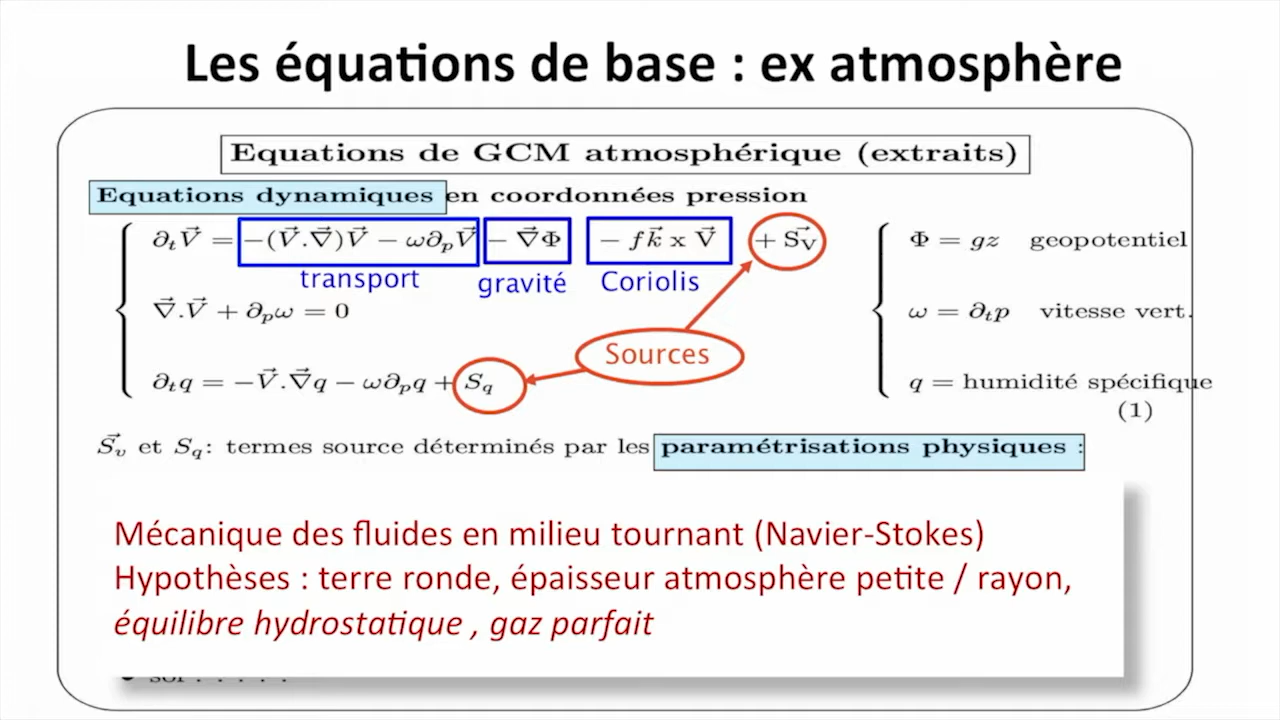 Les équations de base : ex atmosphère
Equations de GCM atmosphérique (extraits)
Equations dynamiques en coordonnées pression
∂ₜV⃗ = −(V⃗.∇⃗)V⃗ − ω∂ₚV⃗ − ∇⃗Φ − fk⃗ x V⃗ + S⃗ᵥ
Φ = gz geopotentiel
transport gravité Coriolis
∇⃗.V⃗ + ∂ₚω = 0
ω = ∂ₜp vitesse vert.
Sources
∂ₜq = −V⃗.∇⃗q − ω∂ₚq + S_q
q = humidité spécifique
(1)
S⃗ᵥ et S_q: termes source déterminés par les paramétrisations physiques :
Mécanique des fluides en milieu tournant (Navier-Stokes)
Hypothèses : terre ronde, épaisseur atmosphère petite / rayon,
équilibre hydrostatique , gaz parfait